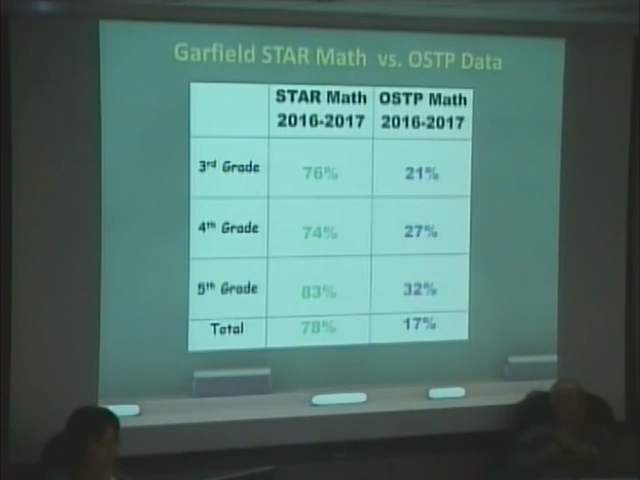 Garfield STAR Math vs. OSTP Data
STAR Math 2016-2017 OSTP Math 2016-2017
3rd Grade 76% 21%
4th Grade 74% 27%
5th Grade 83% 32%
Total 78% 17%